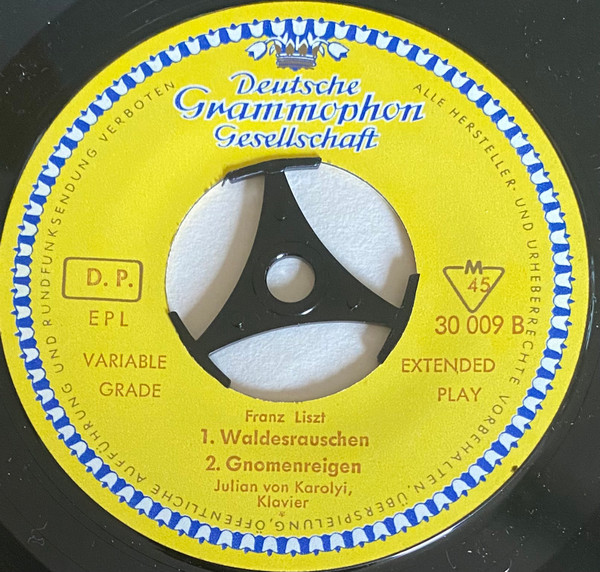 Deutsche
Grammophon
Gesellschaft
ALLE HERSTELLER- UND URHEBERRECHTE VORBEHALTEN, ÜBERSPIELUNG, ÖFFENTLICHE AUFFÜHRUNG UND RUNDFUNKSENDUNG VERBOTEN
D. P.
EPL
VARIABLE
GRADE
M
45
30 009 B
EXTENDED
PLAY
Franz Liszt
1. Waldesrauschen
2. Gnomenreigen
Julian von Karolyi,
Klavier
*